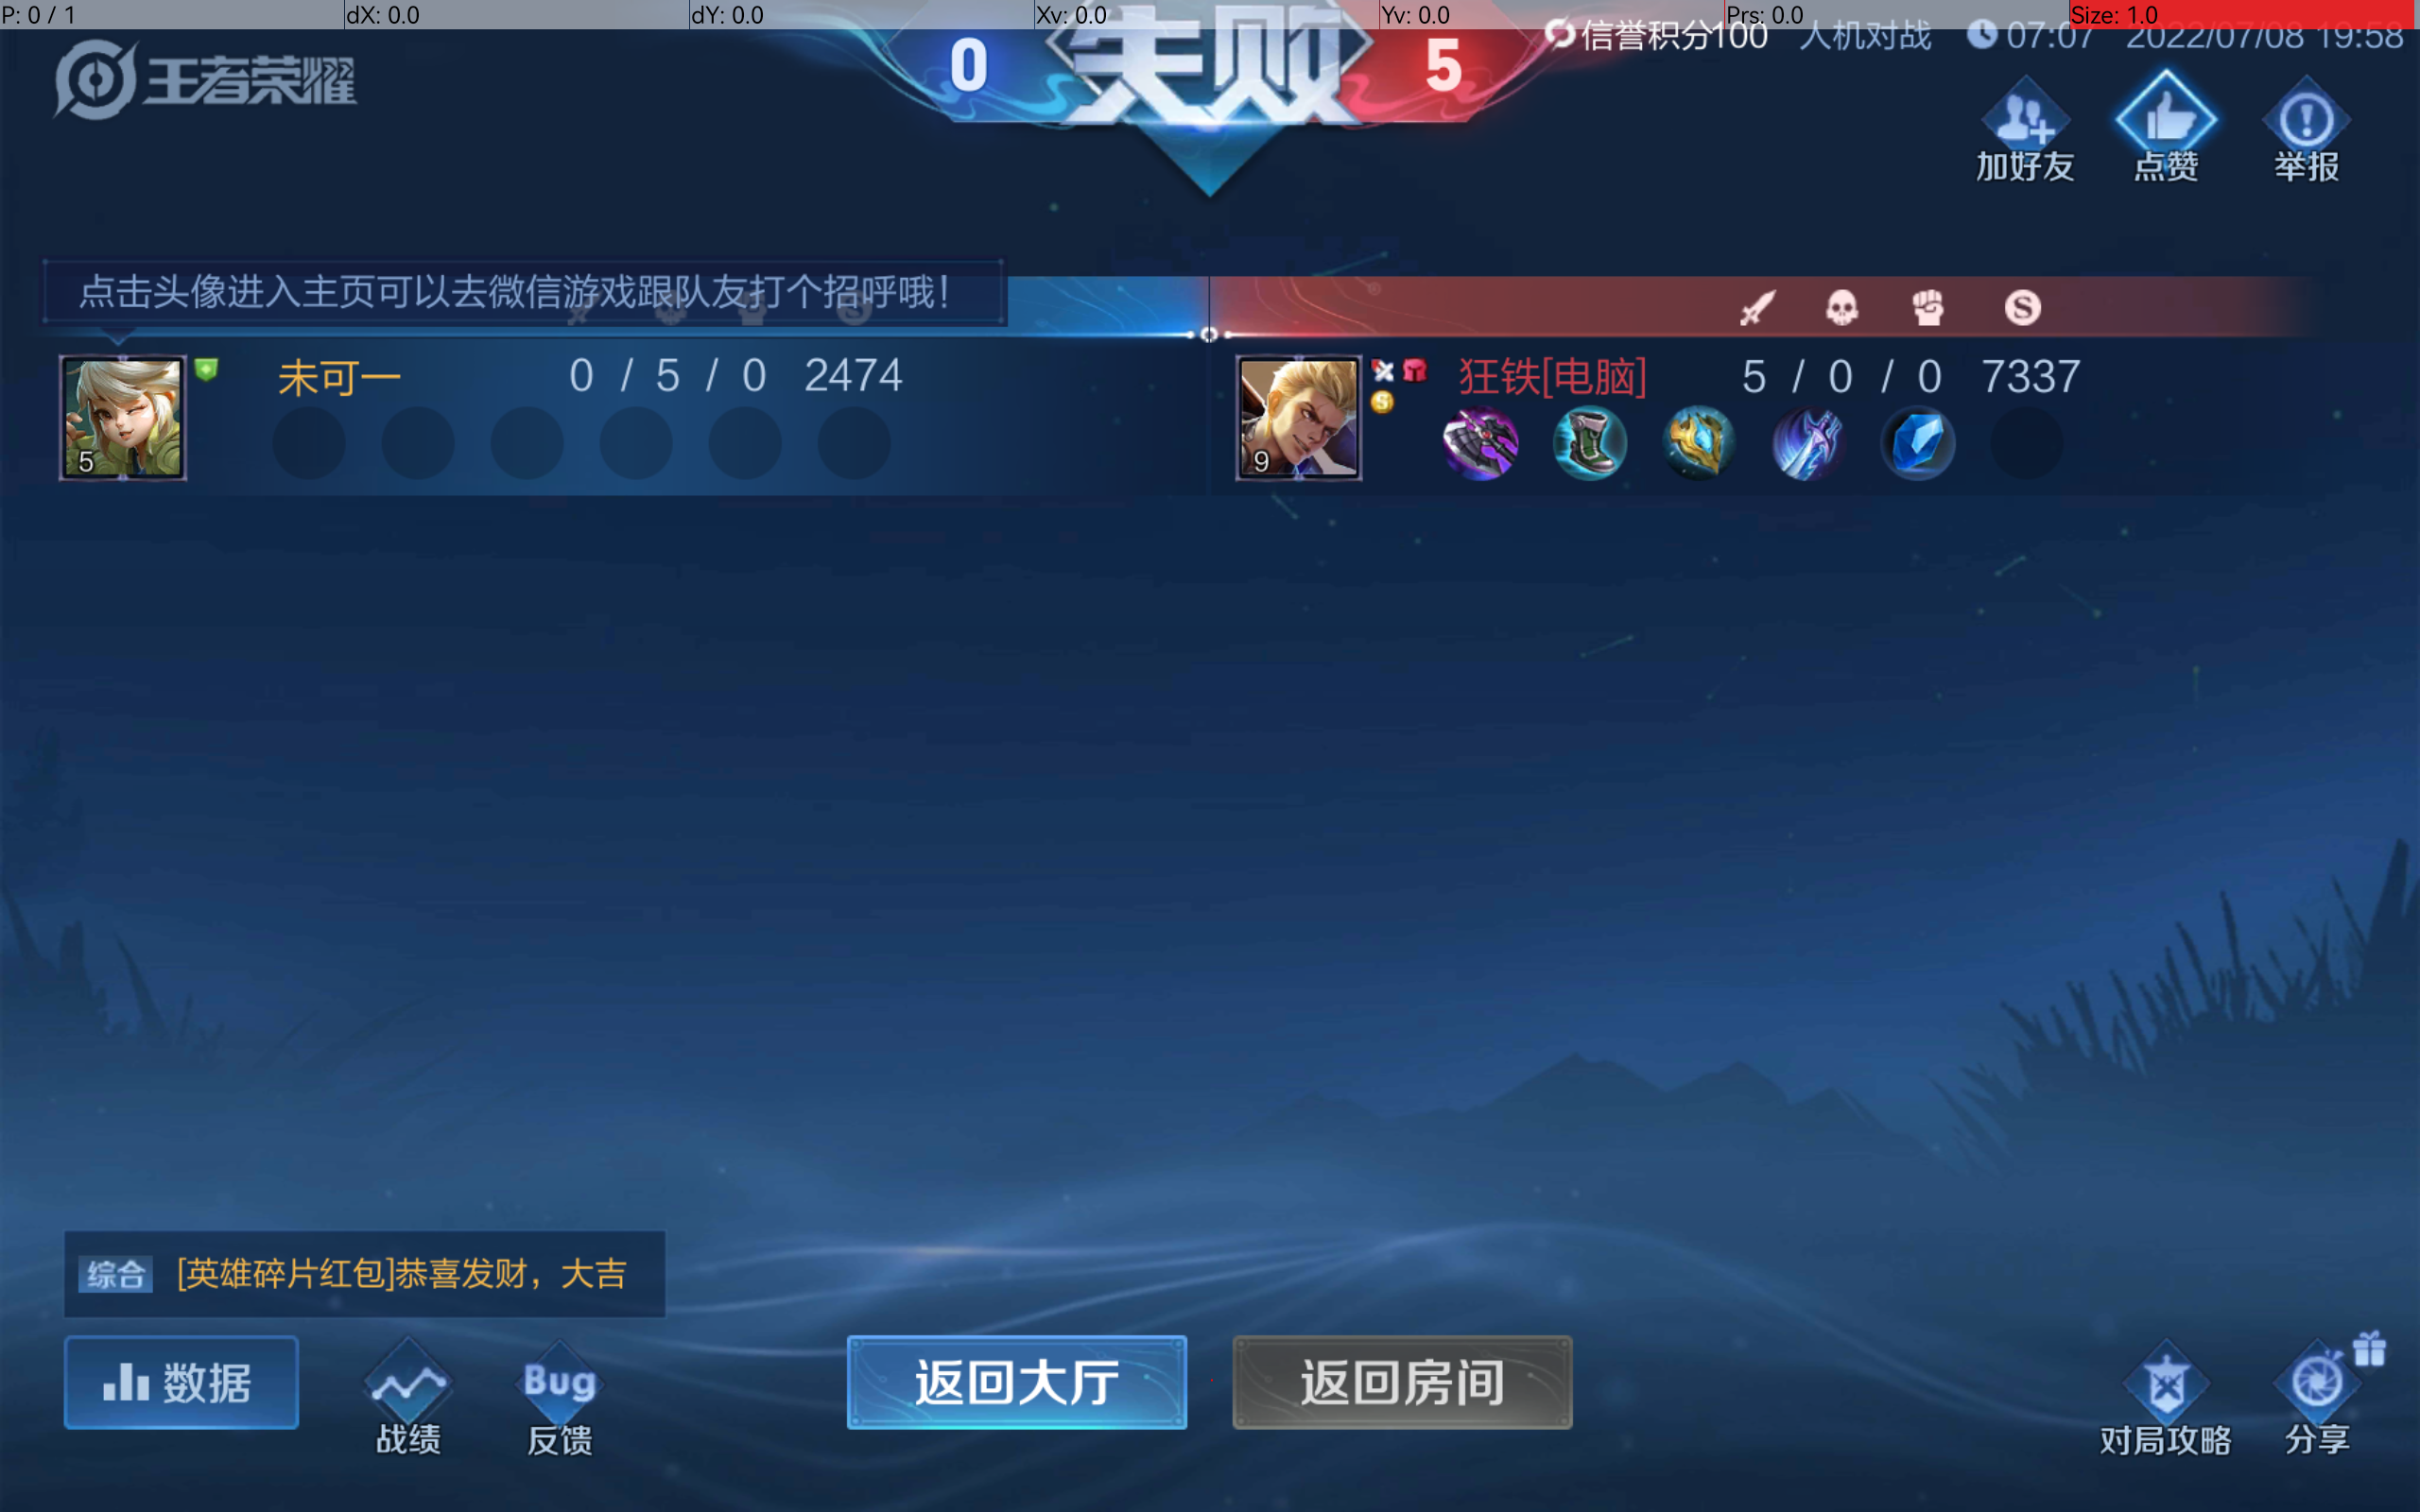 P: 0 / 1 dX: 0.0 dY: 0.0 Xv: 0.0 Yv: 0.0 Prs: 0.0 Size: 1.0
王者荣耀
0 失败 5
信誉积分100 人机对战 07:07 2022/07/08 19:58
加好友 点赞 举报
点击头像进入主页可以去微信游戏跟队友打个招呼哦!
S
未可一 0 / 5 / 0 2474
5
狂铁[电脑] 5 / 0 / 0 7337
9
综合 [英雄碎片红包]恭喜发财，大吉
数据
战绩
Bug
反馈
返回大厅
返回房间
对局攻略
分享